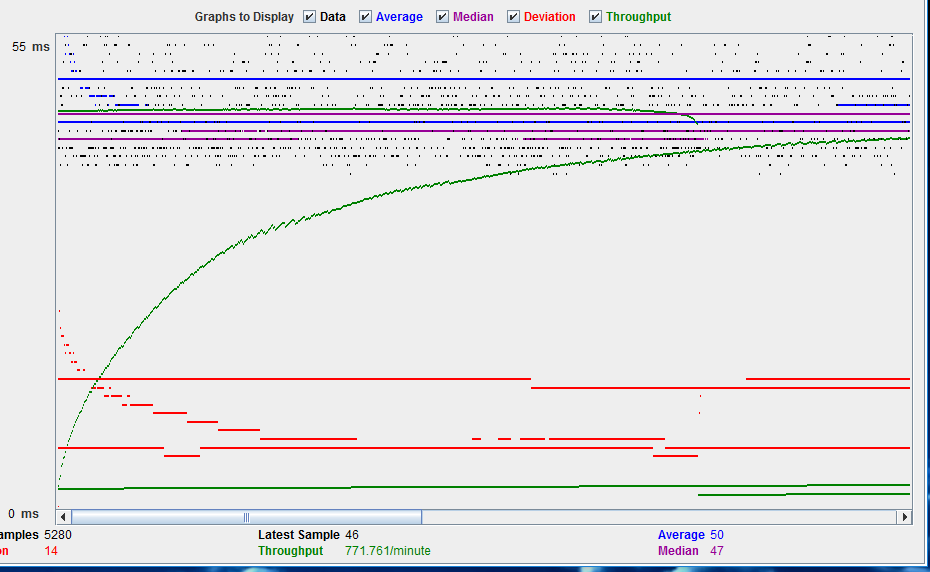 Graphs to Display Data Average Median Deviation Throughput
55 ms
0 ms
amples 5280 Latest Sample 46 Average 50
on 14 Throughput 771.761/minute Median 47